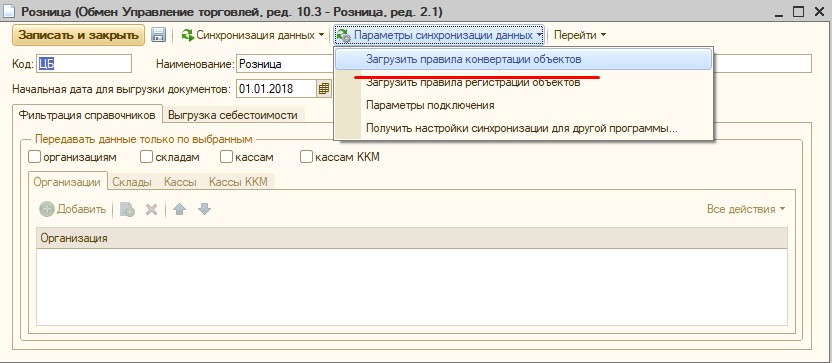 Розница (Обмен Управление торговлей, ред. 10.3 - Розница, ред. 2.1)
Записать и закрыть Синхронизация данных Параметры синхронизации данных Перейти
Код: ЦБ Наименование: Розница
Загрузить правила конвертации объектов
Начальная дата для выгрузки документов: 01.01.2018
Загрузить правила регистрации объектов
Параметры подключения
Получить настройки синхронизации для другой программы...
Фильтрация справочников Выгрузка себестоимости
Передавать данные только по выбранным
организациям складам кассам кассам ККМ
Организации Склады Кассы Кассы ККМ
Добавить Все действия
Организация